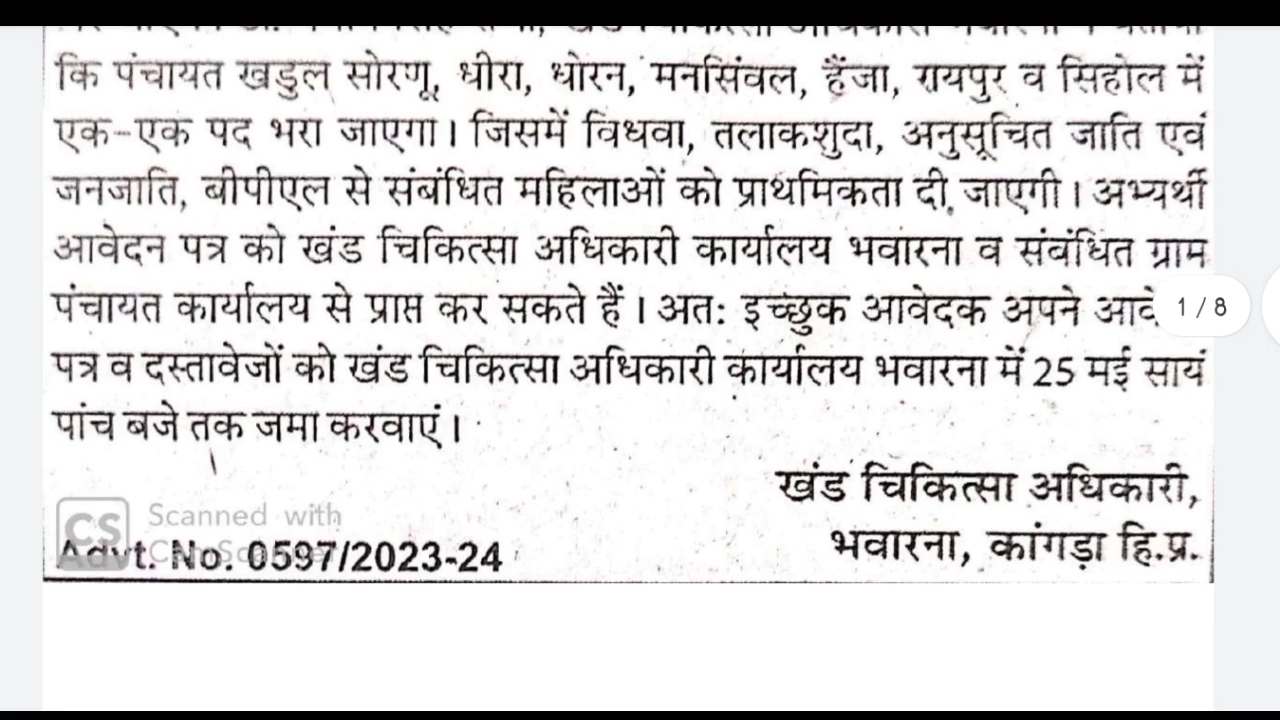 कि पंचायत खडुल सोरणू, धीरा, धोरन, मनसिंवल, हैंजा, रायपुर व सिहोल में
एक-एक पद भरा जाएगा। जिसमें विधवा, तलाकशुदा, अनुसूचित जाति एवं
जनजाति, बीपीएल से संबंधित महिलाओं को प्राथमिकता दी जाएगी। अभ्यर्थी
आवेदन पत्र को खंड चिकित्सा अधिकारी कार्यालय भवारना व संबंधित ग्राम
पंचायत कार्यालय से प्राप्त कर सकते हैं। अत: इच्छुक आवेदक अपने
1 / 8
पत्र व दस्तावेजों को खंड चिकित्सा अधिकारी कार्यालय भवारना में 25 मई सायं
पांच बजे तक जमा करवाएं।
खंड चिकित्सा अधिकारी,
भवारना, कांगड़ा हि.प्र.
CS Scanned with
CamScanner
Advt. No. 0597/2023-24